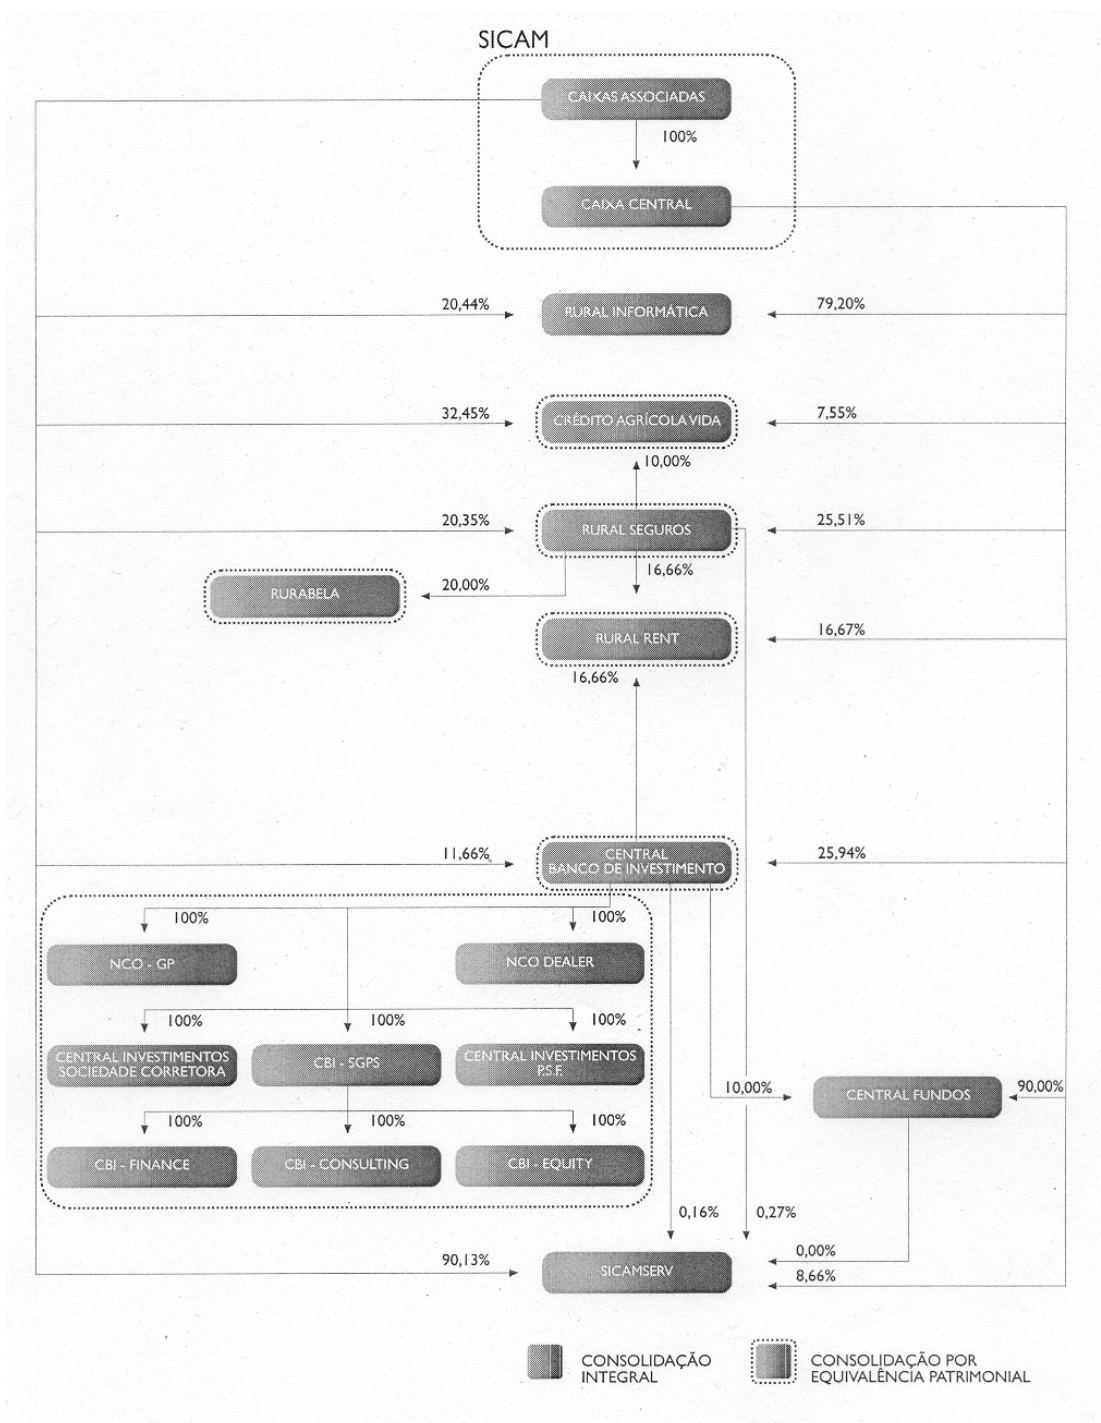 SICAM
CAIXAS ASSOCIADAS
100%
CAIXA CENTRAL
20,44%
RURAL INFORMÁTICA
79,20%
32,45%
CRÉDITO AGRÍCOLA VIDA
7,55%
10,00%
20,35%
RURAL SEGUROS
25,51%
16,66%
RURABELA
20,00%
RURAL RENT
16,67%
16,66%
11,66%
CENTRAL
BANCO DE INVESTIMENTO
25,94%
100%
100%
NCO - GP
NCO DEALER
100%
100%
100%
CENTRAL INVESTIMENTOS
SOCIEDADE CORRETORA
CBI - SGPS
CENTRAL INVESTIMENTOS
P.S.F.
10,00%
CENTRAL FUNDOS
90,00%
100%
100%
100%
CBI - FINANCE
CBI - CONSULTING
CBI - EQUITY
0,16%
0,27%
90,13%
SICAMSERV
0,00%
8,66%
CONSOLIDAÇÃO
INTEGRAL
CONSOLIDAÇÃO POR
EQUIVALÊNCIA PATRIMONIAL